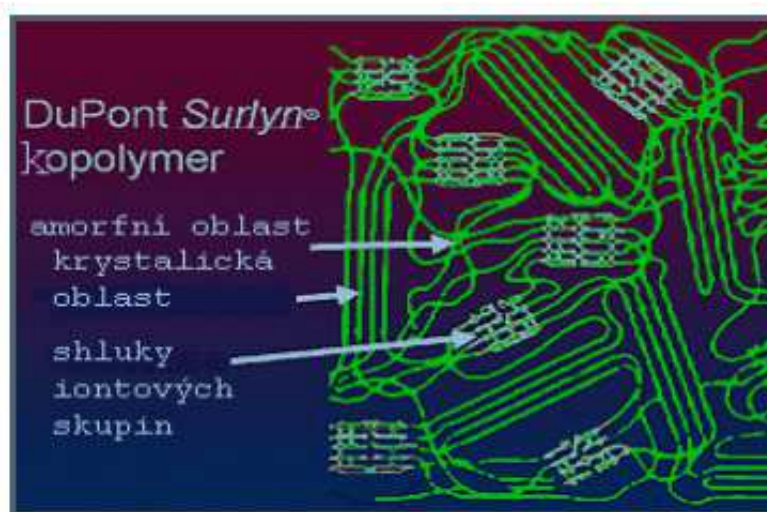 DuPont Surlyn®
kopolymer
amorfní oblast
krystalická
oblast
shluky
iontových
skupin